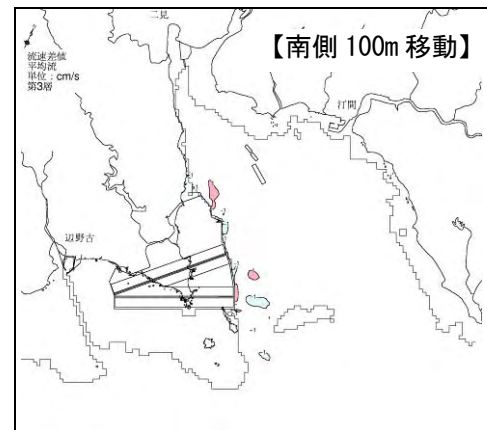 二見
【南側 100m 移動】
流速差値
平均流
単位：cm/s
第3層
汀間
辺野古